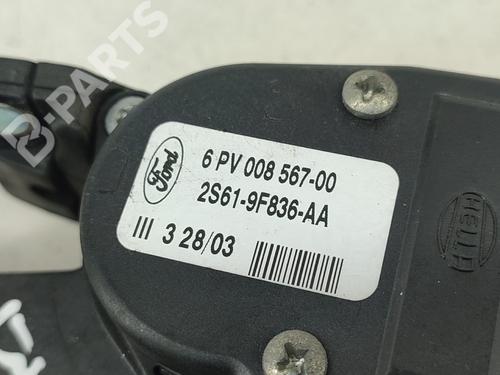 B-PARTS
Ford
6 PV 008 567-00
2S61-9F836-AA
III 3 28/03
HELLA